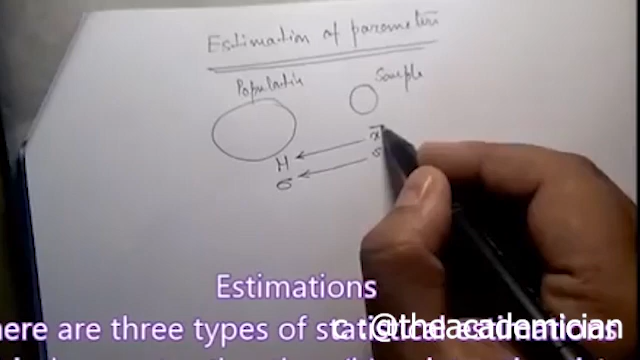 Estimation of parameters
Population Sample
x̄
μ s
σ
Estimations
here are three types of statistical estimations
c. @theacademician